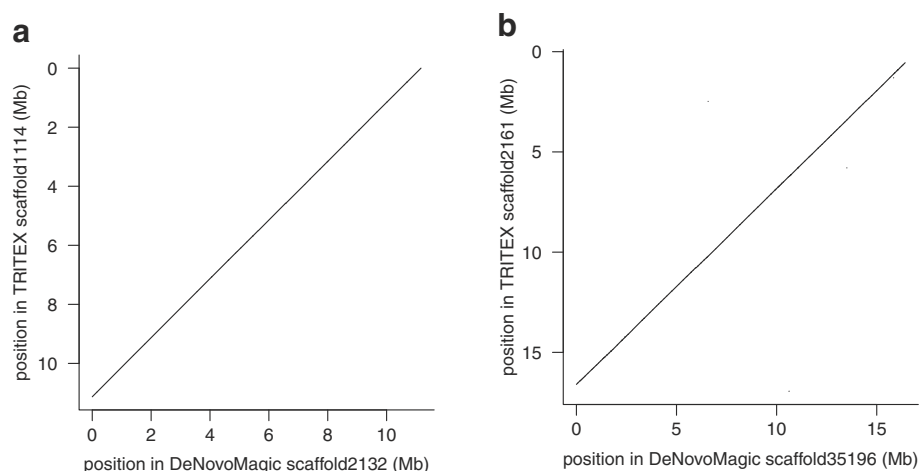 a
position in TRITEX scaffold1114 (Mb)
0
2
4
6
8
10
0 2 4 6 8 10
position in DeNovoMagic scaffold2132 (Mb)
b
position in TRITEX scaffold2161 (Mb)
0
5
10
15
0 5 10 15
position in DeNovoMagic scaffold35196 (Mb)